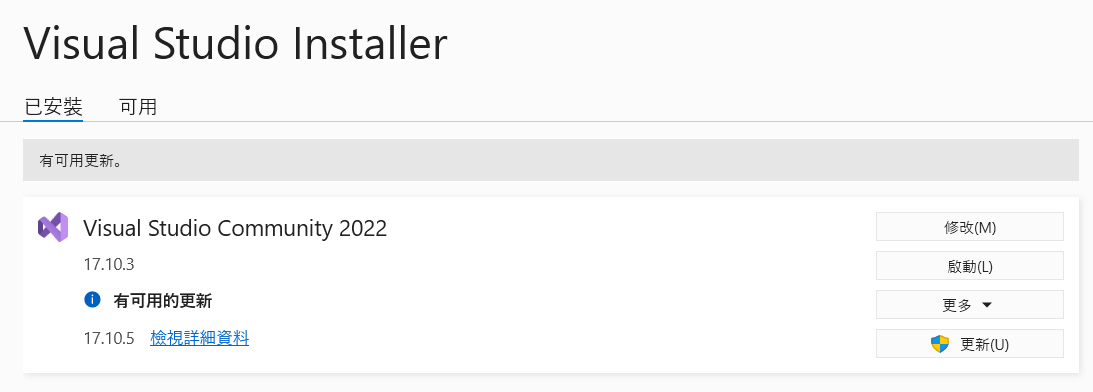 Visual Studio Installer
已安裝 可用
有可用更新。
Visual Studio Community 2022
修改(M)
17.10.3
啟動(L)
有可用的更新
更多
17.10.5 檢視詳細資料
更新(U)